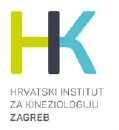 HK
HRVATSKI INSTITUT
ZA KINEZIOLOGIJU
ZAGREB